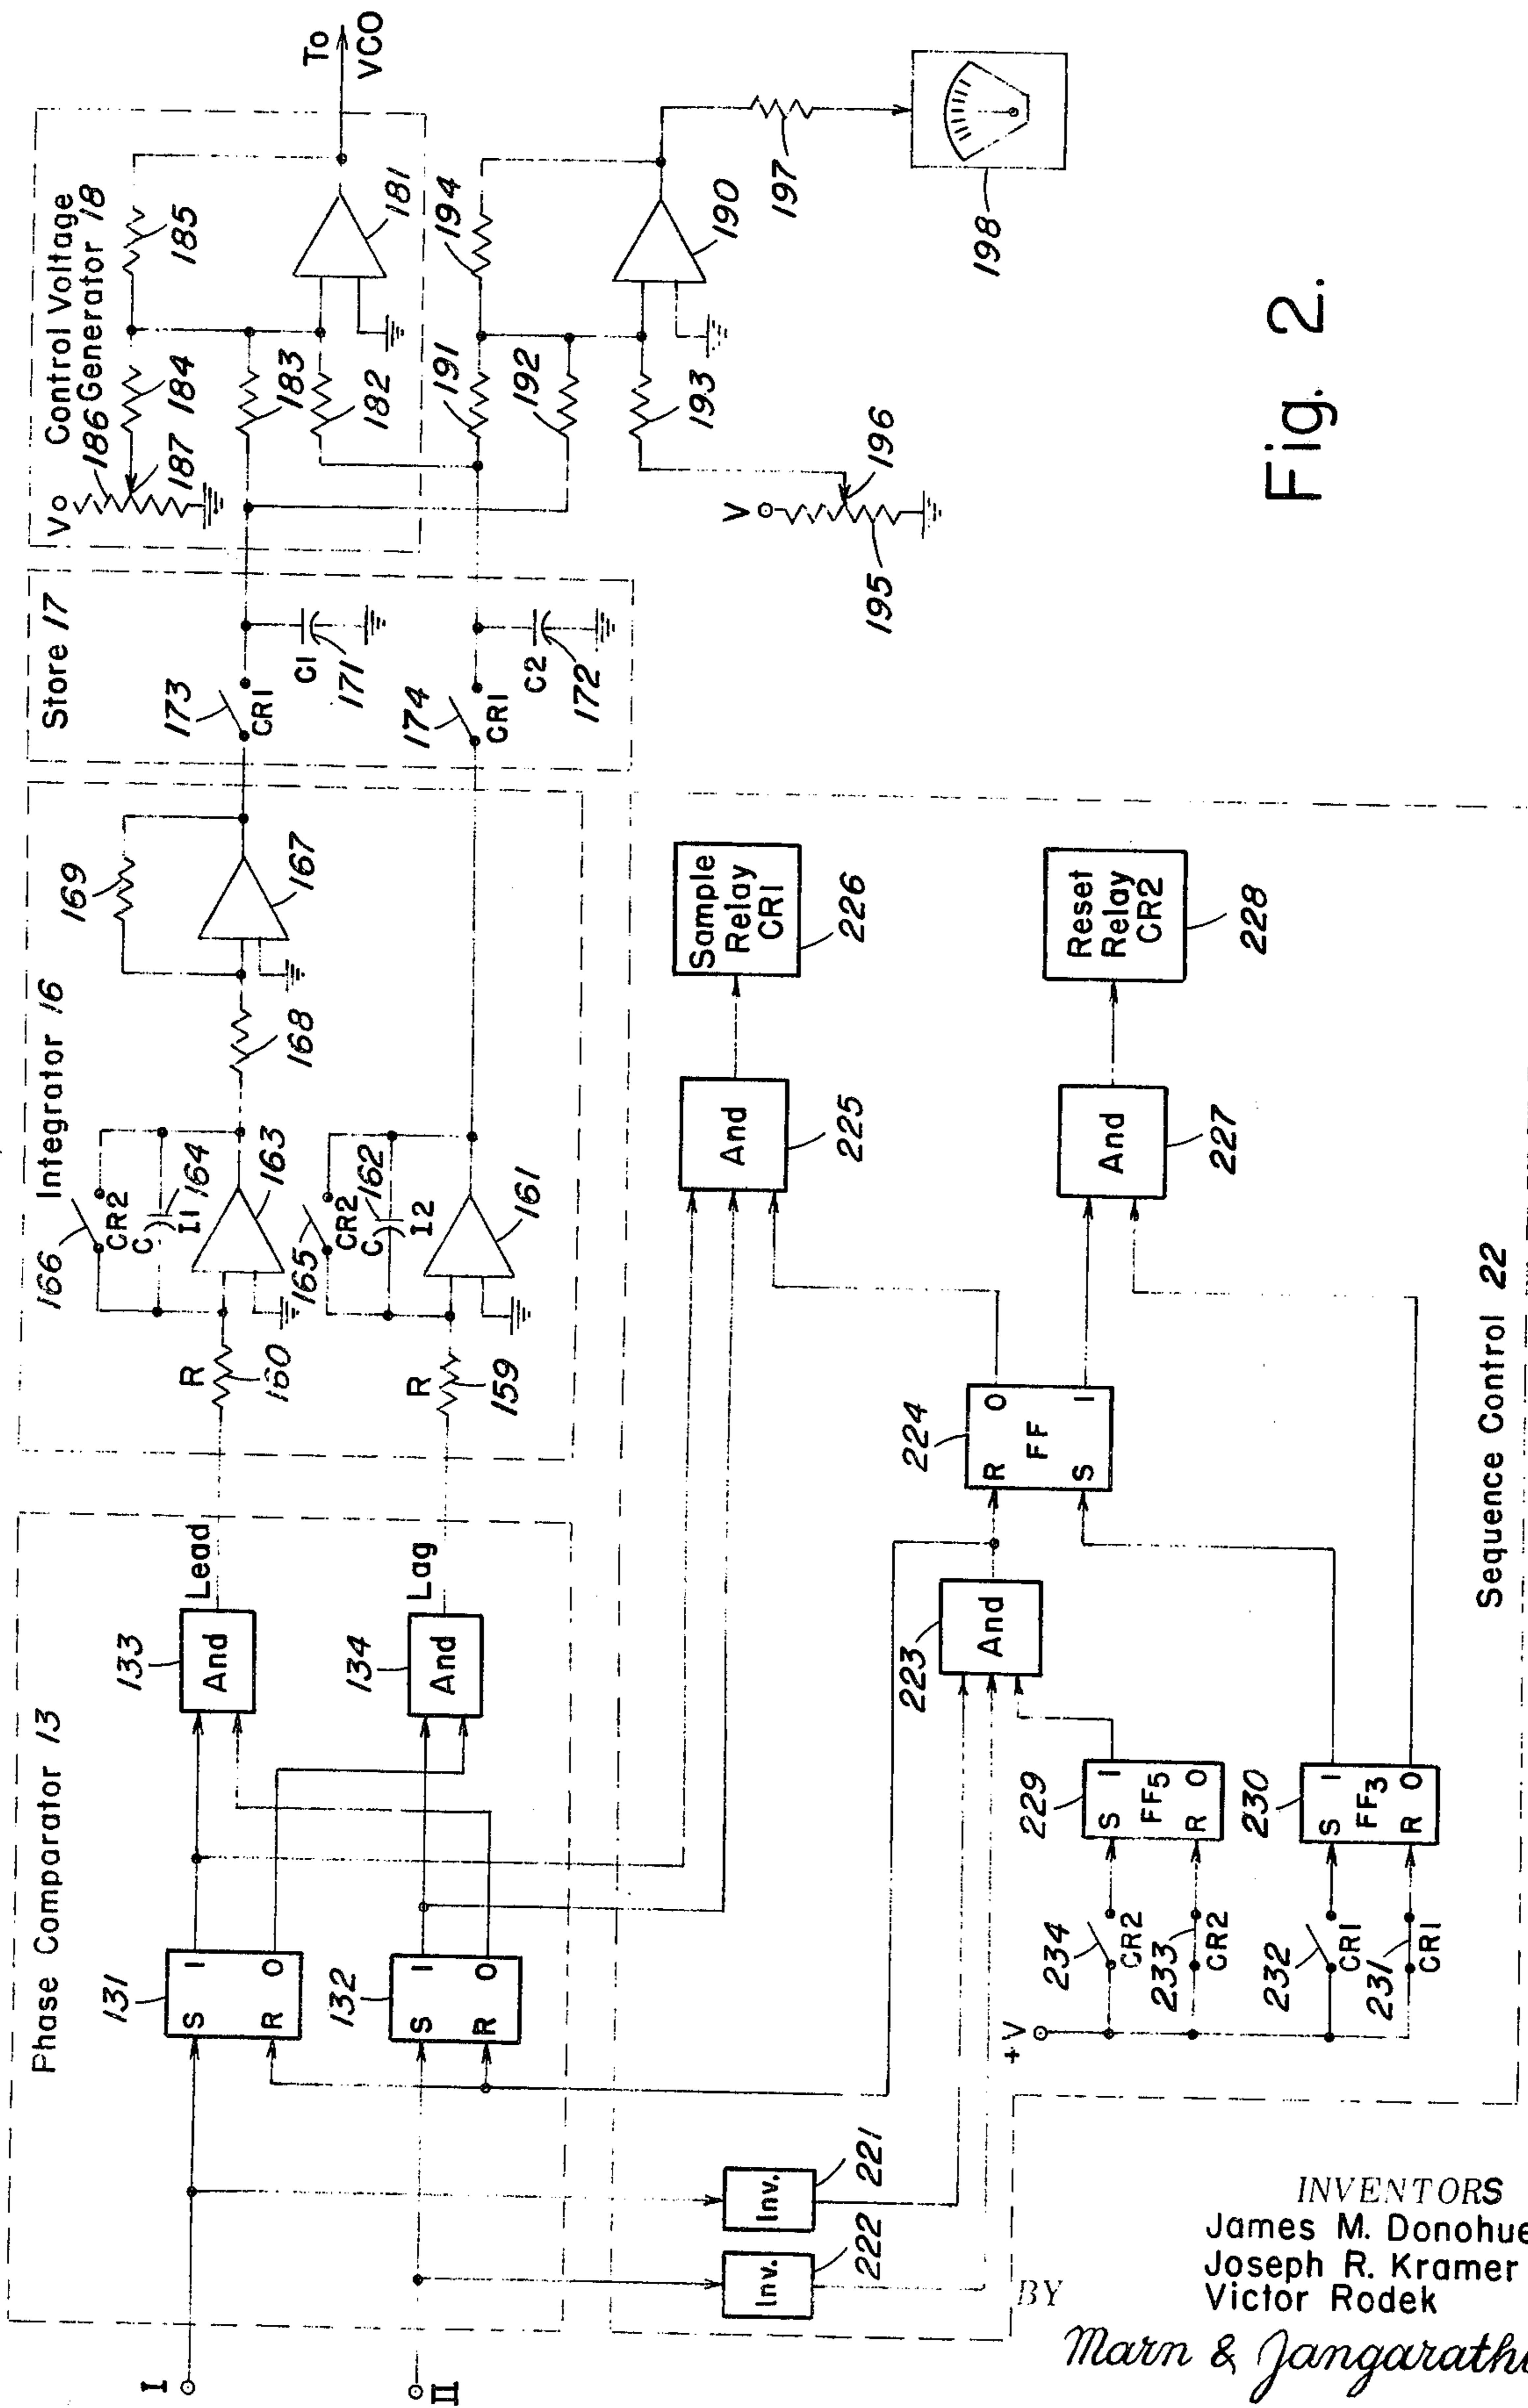 Phase Comparator 13
I
II
131
S I
R O
132
S I
R O
133
And
Lead
134
And
Lag
Integrator 16
166
CR2
C
164
I1
R
160
163
168
169
167
165
CR2
C
162
I2
R
159
161
Store 17
173
CR1
C1
171
174
CR1
C2
172
Control Voltage
Generator 18
V
186
187
184
185
183
182
181
To
VCO
191
194
192
193
190
V
195
196
197
198
Inv.
221
Inv.
222
223
And
224
R O
FF
S I
And
225
Sample
Relay
CR1
226
And
227
Reset
Relay
CR2
228
+V
234
CR2
233
CR2
229
S I
FF5
R O
232
CR1
231
CR1
230
S I
FF3
R O
Sequence Control 22
Fig. 2.
INVENTORS
James M. Donohue
Joseph R. Kramer
Victor Rodek
BY
Marn &